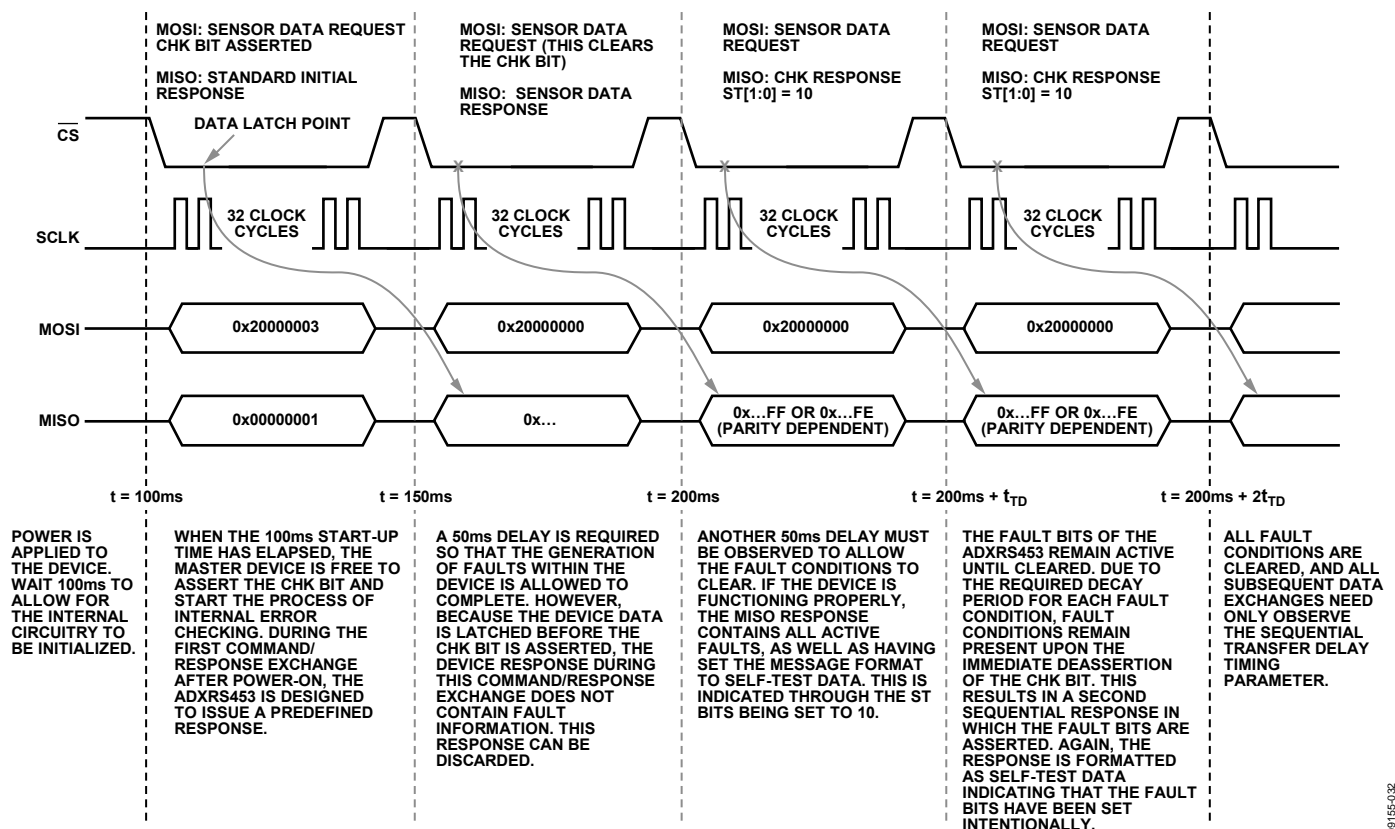 MOSI: SENSOR DATA REQUEST
CHK BIT ASSERTED
MISO: STANDARD INITIAL
RESPONSE
MOSI: SENSOR DATA
REQUEST (THIS CLEARS
THE CHK BIT)
MISO: SENSOR DATA
RESPONSE
MOSI: SENSOR DATA
REQUEST
MISO: CHK RESPONSE
ST[1:0] = 10
MOSI: SENSOR DATA
REQUEST
MISO: CHK RESPONSE
ST[1:0] = 10
DATA LATCH POINT
CS
X
X
X
SCLK
32 CLOCK
CYCLES
32 CLOCK
CYCLES
32 CLOCK
CYCLES
32 CLOCK
CYCLES
MOSI
0x20000003
0x20000000
0x20000000
0x20000000
MISO
0x00000001
0x…
0x…FF OR 0x…FE
(PARITY DEPENDENT)
0x…FF OR 0x…FE
(PARITY DEPENDENT)
t = 100ms
t = 150ms
t = 200ms
t = 200ms + tTD
t = 200ms + 2tTD
POWER IS
APPLIED TO
THE DEVICE.
WAIT 100ms TO
ALLOW FOR
THE INTERNAL
CIRCUITRY TO
BE INITIALIZED.
WHEN THE 100ms START-UP
TIME HAS ELAPSED, THE
MASTER DEVICE IS FREE TO
ASSERT THE CHK BIT AND
START THE PROCESS OF
INTERNAL ERROR
CHECKING. DURING THE
FIRST COMMAND/
RESPONSE EXCHANGE
AFTER POWER-ON, THE
ADXRS453 IS DESIGNED
TO ISSUE A PREDEFINED
RESPONSE.
A 50ms DELAY IS REQUIRED
SO THAT THE GENERATION
OF FAULTS WITHIN THE
DEVICE IS ALLOWED TO
COMPLETE. HOWEVER,
BECAUSE THE DEVICE DATA
IS LATCHED BEFORE THE
CHK BIT IS ASSERTED, THE
DEVICE RESPONSE DURING
THIS COMMAND/RESPONSE
EXCHANGE DOES NOT
CONTAIN FAULT
INFORMATION. THIS
RESPONSE CAN BE
DISCARDED.
ANOTHER 50ms DELAY MUST
BE OBSERVED TO ALLOW
THE FAULT CONDITIONS TO
CLEAR. IF THE DEVICE IS
FUNCTIONING PROPERLY,
THE MISO RESPONSE
CONTAINS ALL ACTIVE
FAULTS, AS WELL AS HAVING
SET THE MESSAGE FORMAT
TO SELF-TEST DATA. THIS IS
INDICATED THROUGH THE ST
BITS BEING SET TO 10.
THE FAULT BITS OF THE
ADXRS453 REMAIN ACTIVE
UNTIL CLEARED. DUE TO
THE REQUIRED DECAY
PERIOD FOR EACH FAULT
CONDITION, FAULT
CONDITIONS REMAIN
PRESENT UPON THE
IMMEDIATE DEASSERTION
OF THE CHK BIT. THIS
RESULTS IN A SECOND
SEQUENTIAL RESPONSE IN
WHICH THE FAULT BITS ARE
ASSERTED. AGAIN, THE
RESPONSE IS FORMATTED
AS SELF-TEST DATA
INDICATING THAT THE FAULT
BITS HAVE BEEN SET
INTENTIONALLY.
ALL FAULT
CONDITIONS ARE
CLEARED, AND ALL
SUBSEQUENT DATA
EXCHANGES NEED
ONLY OBSERVE
THE SEQUENTIAL
TRANSFER DELAY
TIMING
PARAMETER.